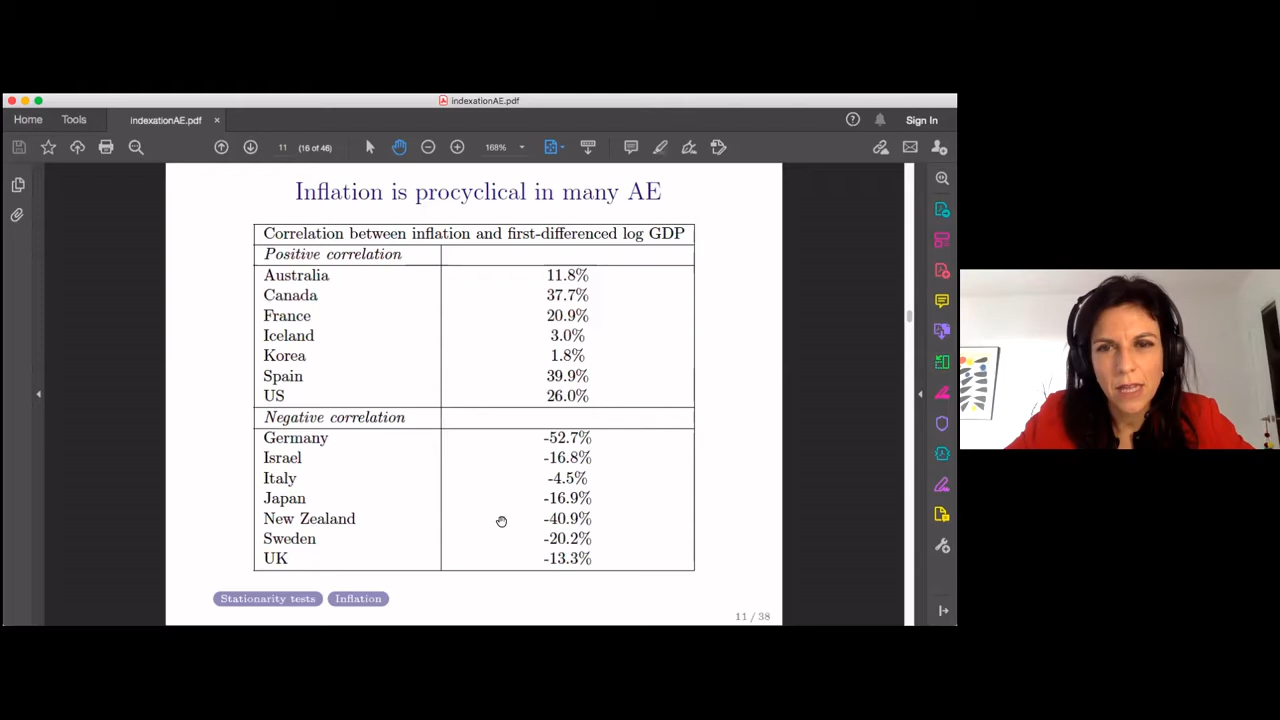 indexationAE.pdf
Home Tools indexationAE.pdf × Sign In
11 (16 of 46) 168%
Inflation is procyclical in many AE
Correlation between inflation and first-differenced log GDP
Positive correlation
Australia 11.8%
Canada 37.7%
France 20.9%
Iceland 3.0%
Korea 1.8%
Spain 39.9%
US 26.0%
Negative correlation
Germany -52.7%
Israel -16.8%
Italy -4.5%
Japan -16.9%
New Zealand -40.9%
Sweden -20.2%
UK -13.3%
Stationarity tests Inflation
11 / 38